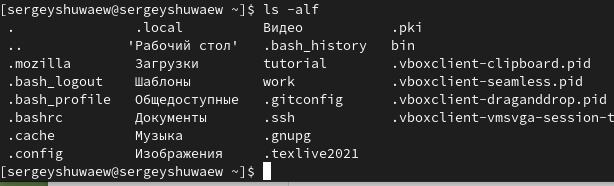 [sergeyshuwaew@sergeyshuwaew ~]$ ls -alf
. .local Видео .pki
.. 'Рабочий стол' .bash_history bin
.mozilla Загрузки tutorial .vboxclient-clipboard.pid
.bash_logout Шаблоны work .vboxclient-seamless.pid
.bash_profile Общедоступные .gitconfig .vboxclient-draganddrop.pid
.bashrc Документы .ssh .vboxclient-vmsvga-session-t
.cache Музыка .gnupg
.config Изображения .texlive2021
[sergeyshuwaew@sergeyshuwaew ~]$